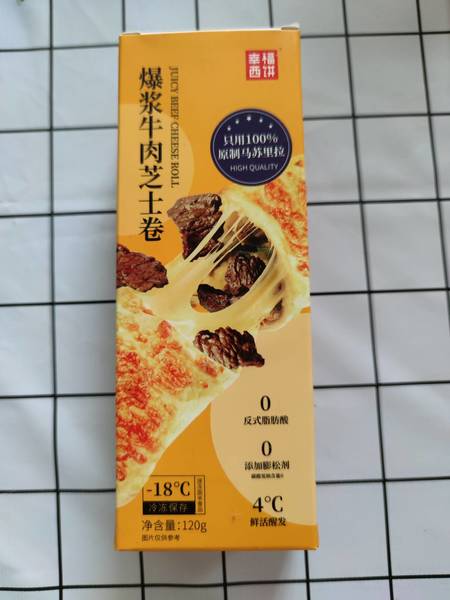 幸福
西饼
爆浆牛肉芝士卷
JUICY BEEF CHEESE ROLL
只用100%
原制马苏里拉
HIGH QUALITY
0
反式脂肪酸
0
添加膨松剂
4°C
鲜活醒发
-18°C
冷冻保存
净含量:120g
图片仅供参考